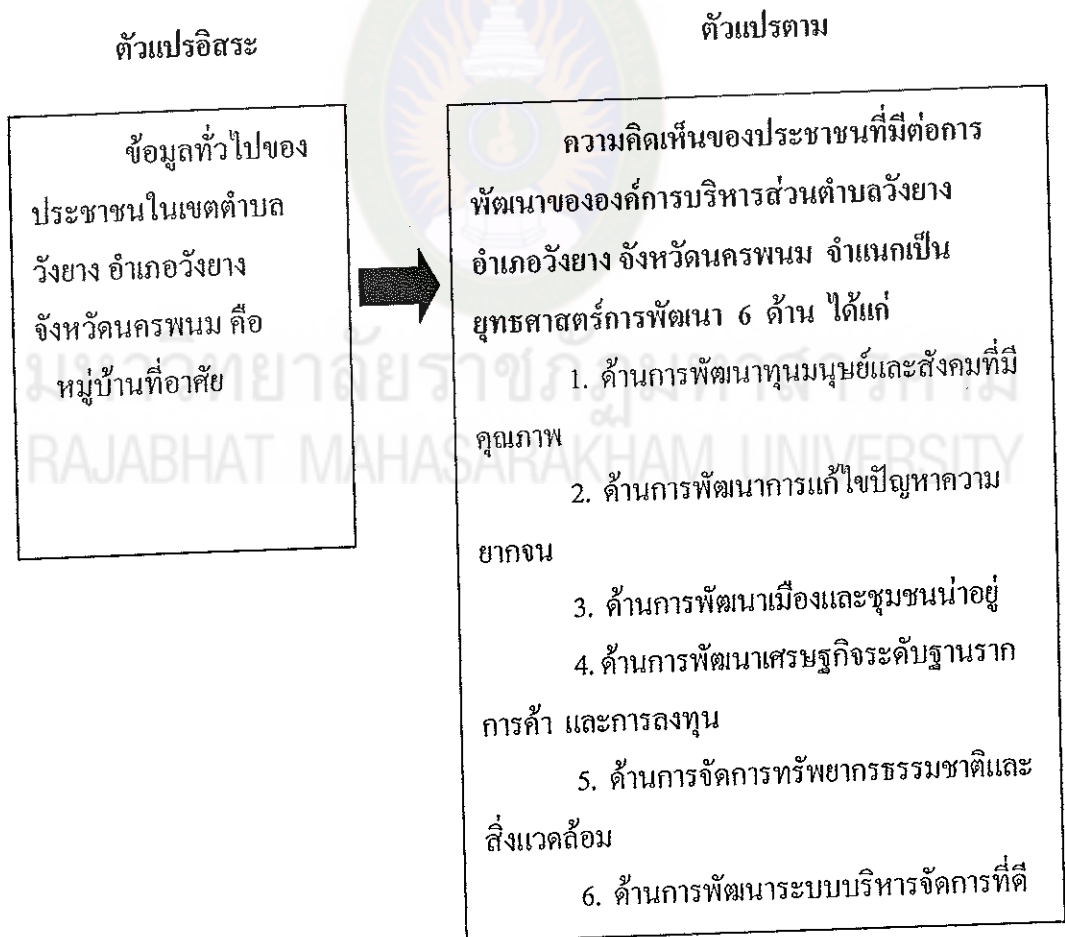 ตัวแปรอิสระ
ตัวแปรตาม
ข้อมูลทั่วไปของ
ประชาชนในเขตตำบล
วังยาง อำเภอวังยาง
จังหวัดนครพนม คือ
หมู่บ้านที่อาศัย
ความคิดเห็นของประชาชนที่มีต่อการ
พัฒนาขององค์การบริหารส่วนตำบลวังยาง
อำเภอวังยาง จังหวัดนครพนม จำแนกเป็น
ยุทธศาสตร์การพัฒนา 6 ด้าน ได้แก่
1. ด้านการพัฒนาทุนมนุษย์และสังคมที่มี
คุณภาพ
2. ด้านการพัฒนาการแก้ไขปัญหาความ
ยากจน
3. ด้านการพัฒนาเมืองและชุมชนน่าอยู่
4. ด้านการพัฒนาเศรษฐกิจระดับฐานราก
การค้า และการลงทุน
5. ด้านการจัดการทรัพยากรธรรมชาติและ
สิ่งแวดล้อม
6. ด้านการพัฒนาระบบบริหารจัดการที่ดี
มหาวิทยาลัยราชภัฏมหาสารคาม
RAJABHAT MAHASARAKHAM UNIVERSITY